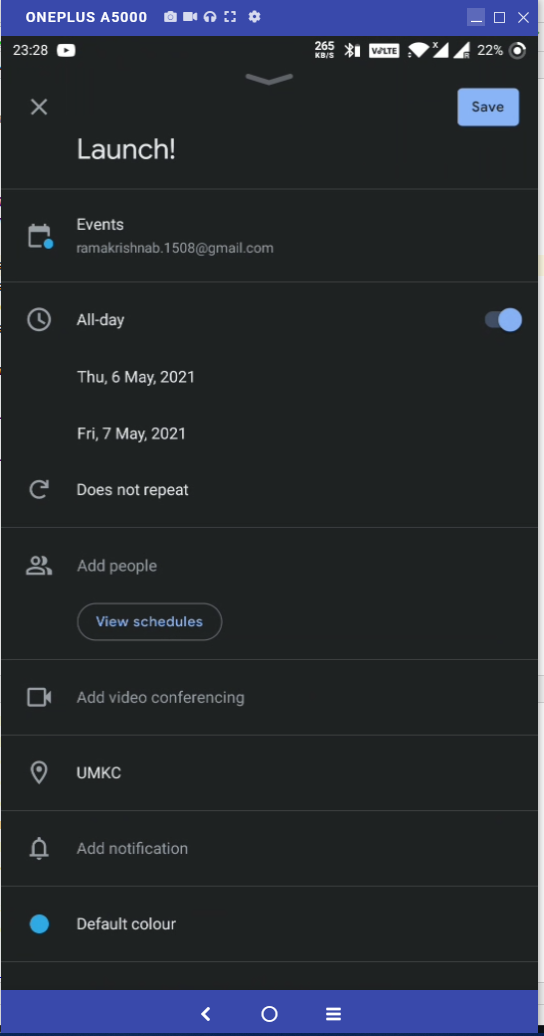 ONEPLUS A5000
23:28 265 KB/S VoLTE x R 22%
Save
Launch!
Events
ramakrishnab.1508@gmail.com
All-day
Thu, 6 May, 2021
Fri, 7 May, 2021
Does not repeat
Add people
View schedules
Add video conferencing
UMKC
Add notification
Default colour